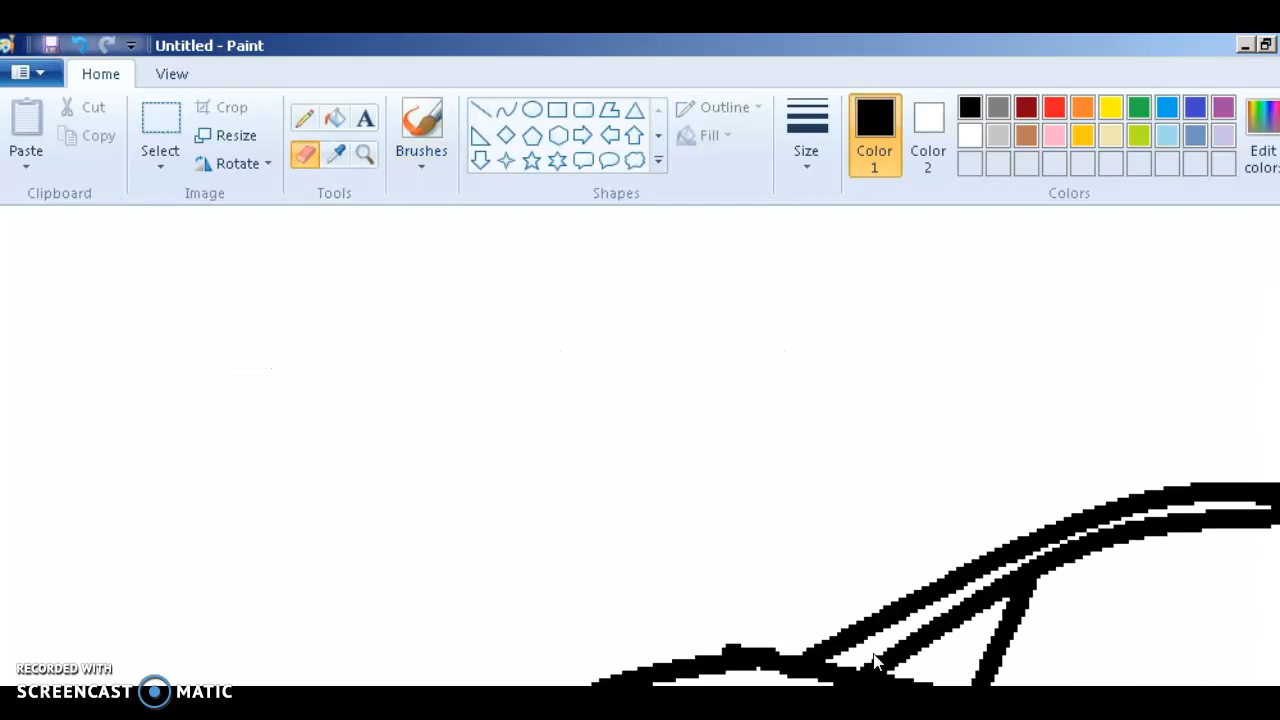 Untitled - Paint
Home View
Cut
Copy
Paste
Clipboard
Select
Crop
Resize
Rotate
Image
A
Tools
Brushes
Outline
Fill
Shapes
Size
Color
1
Color
2
Edit
color
Colors
RECORDED WITH
SCREENCAST MATIC